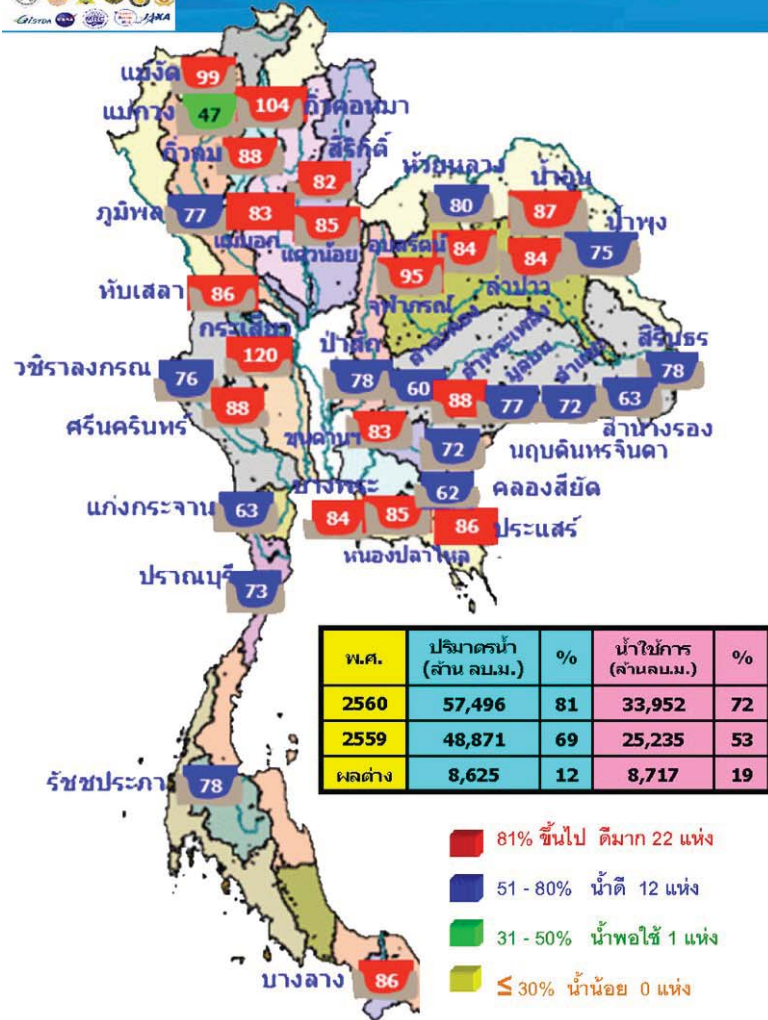 GISTDA NASA JAXA
แม่งัด 99
แม่กวง 47 104 กิ่วคอหมา
กิ่วลม 88 สิริกิติ์
82 ห้วยหลวง น้ำอูน
ภูมิพล 77 83 85 80 87 น้ำพุง
แม่มอก แควน้อย อุบลรัตน์ 84 84 75
ทับเสลา 86 95 ลำปาว
กระเสียว จุฬาภรณ์
120 ป่าสัก ลำตะคอง ลำพระเพลิง มูลบน ลำแชะ สิรินธร
วชิราลงกรณ 76 78 60 88 77 72 63 78
88 ลำนางรอง
ศรีนครินทร์ ขุนด่านฯ 83 72 นฤบดินทรจินดา
บางพระ 62 คลองสียัด
แก่งกระจาน 63 84 85 86 ประแสร์
หนองปลาไหล
ปราณบุรี 73
พ.ศ. ปริมาตรน้ำ (ล้าน ลบ.ม.) % น้ำใช้การ (ล้านลบ.ม.) %
2560 57,496 81 33,952 72
2559 48,871 69 25,235 53
ผลต่าง 8,625 12 8,717 19
รัชชประภา 78
81% ขึ้นไป ดีมาก 22 แห่ง
51 - 80% น้ำดี 12 แห่ง
31 - 50% น้ำพอใช้ 1 แห่ง
≤ 30% น้ำน้อย 0 แห่ง
บางลาง 86